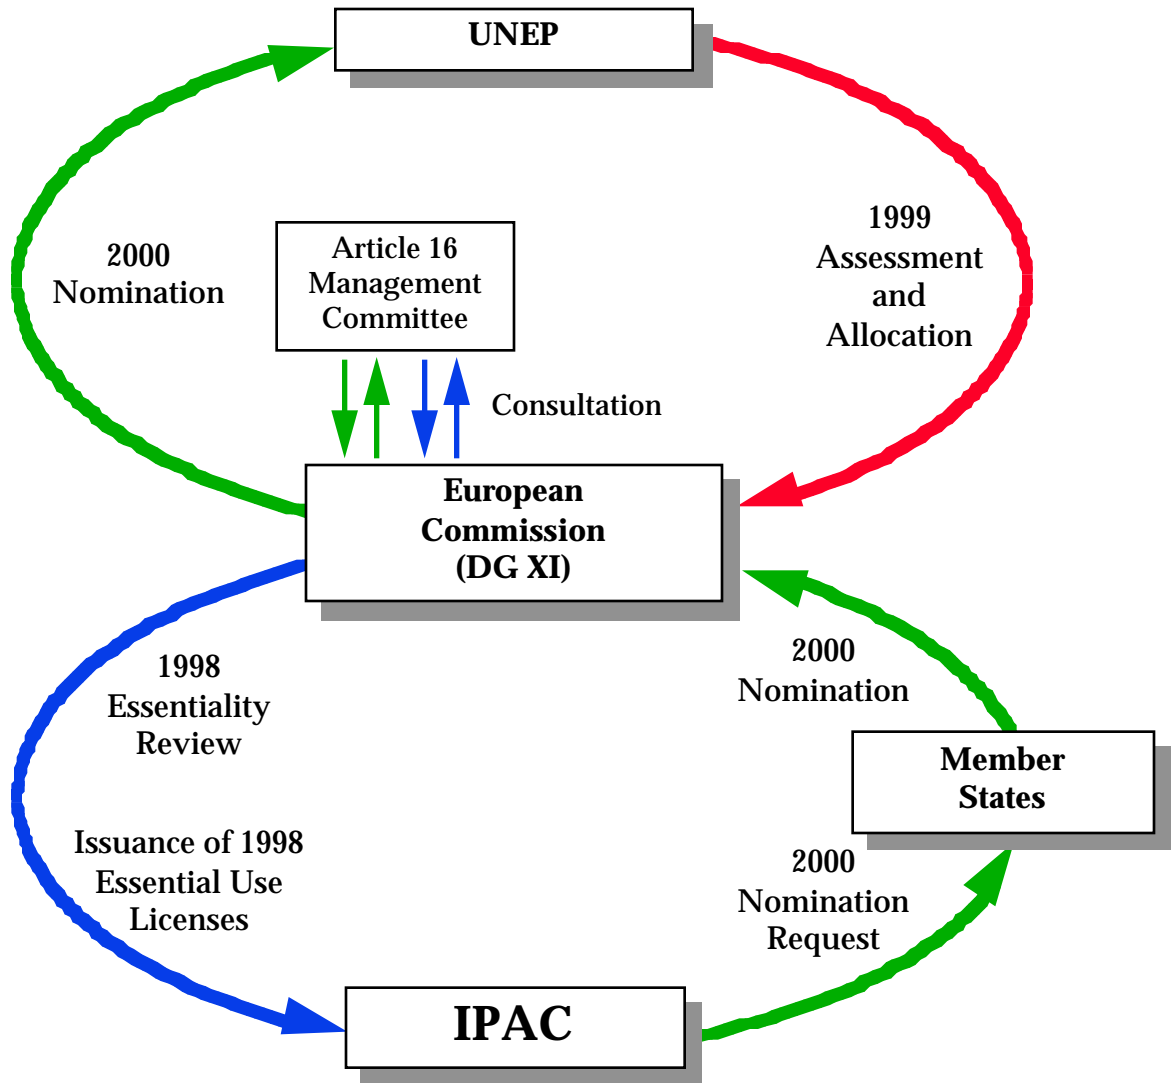 UNEP
2000
Nomination
1999
Assessment
and
Allocation
Article 16
Management
Committee
Consultation
European
Commission
(DG XI)
1998
Essentiality
Review
2000
Nomination
Member
States
Issuance of 1998
Essential Use
Licenses
2000
Nomination
Request
IPAC